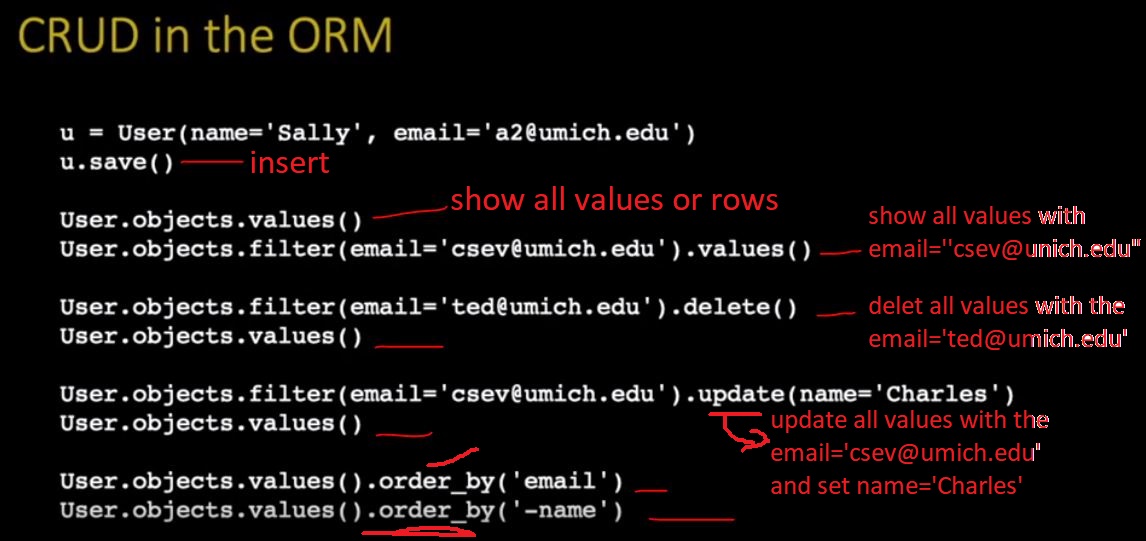 CRUD in the ORM
u = User(name='Sally', email='a2@umich.edu')
u.save()
insert
show all values or rows
User.objects.values()
User.objects.filter(email='csev@umich.edu').values()
show all values with
email=''csev@unich.edu"
User.objects.filter(email='ted@umich.edu').delete()
User.objects.values()
delet all values with the
email='ted@umich.edu'
User.objects.filter(email='csev@umich.edu').update(name='Charles')
User.objects.values()
update all values with the
email='csev@umich.edu"
and set name='Charles'
User.objects.values().order_by('email')
User.objects.values().order_by('-name')